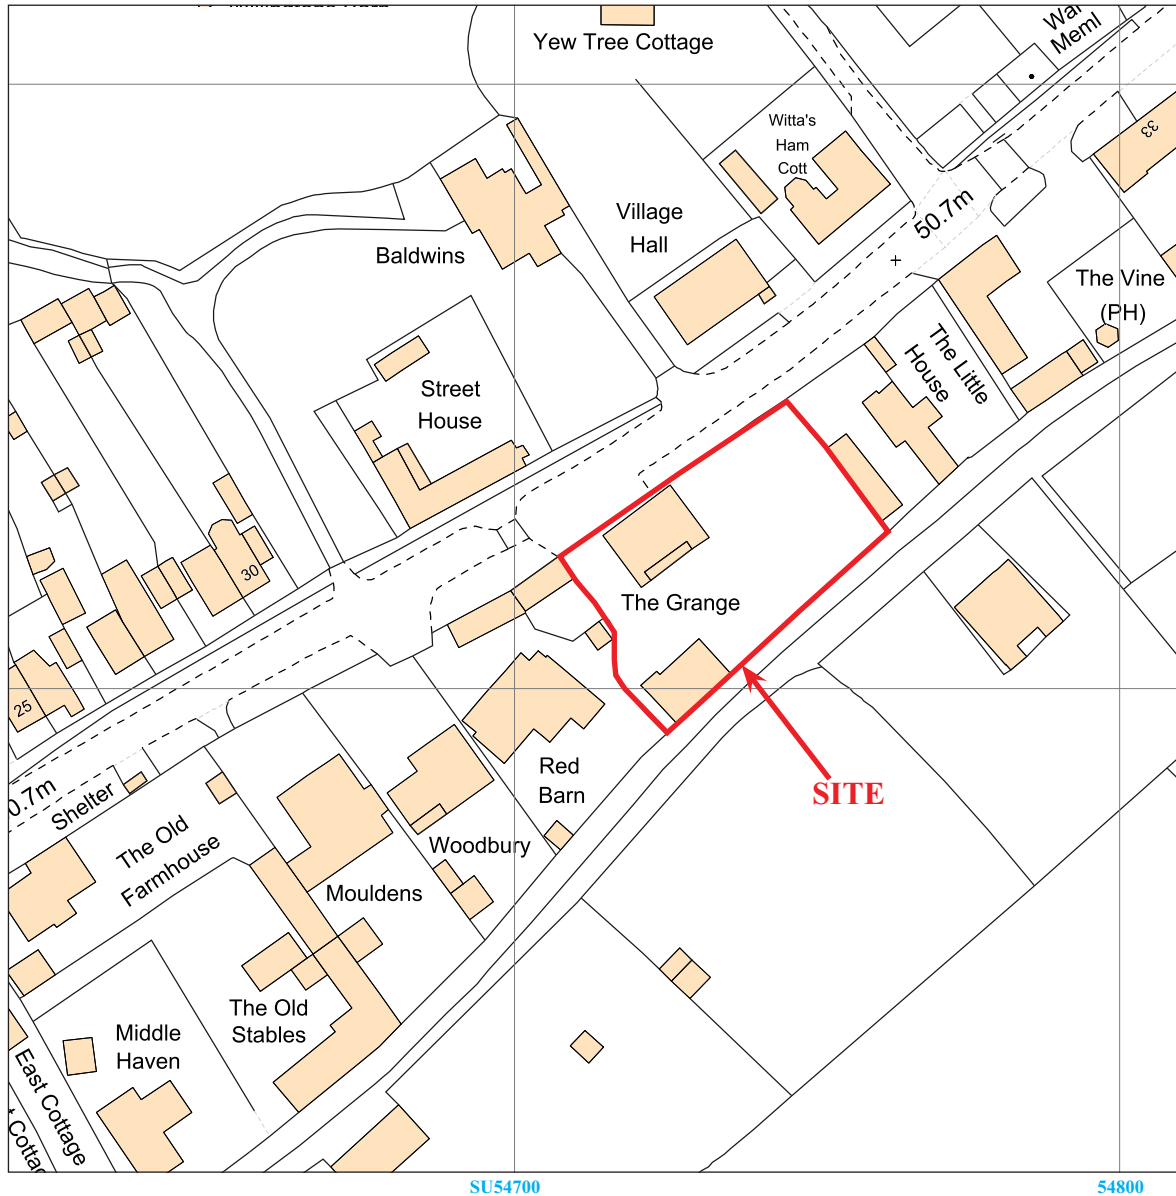 Yew Tree Cottage
War
Meml
33
Witta's
Ham
Cott
50.7m
Village
Hall
Baldwins
The Vine
(PH)
The Little
House
Street
House
30
The Grange
25
Red
Barn
SITE
0.7m
Shelter
The Old
Farmhouse
Woodbury
Mouldens
The Old
Stables
Middle
Haven
East Cottage
SU54700
54800